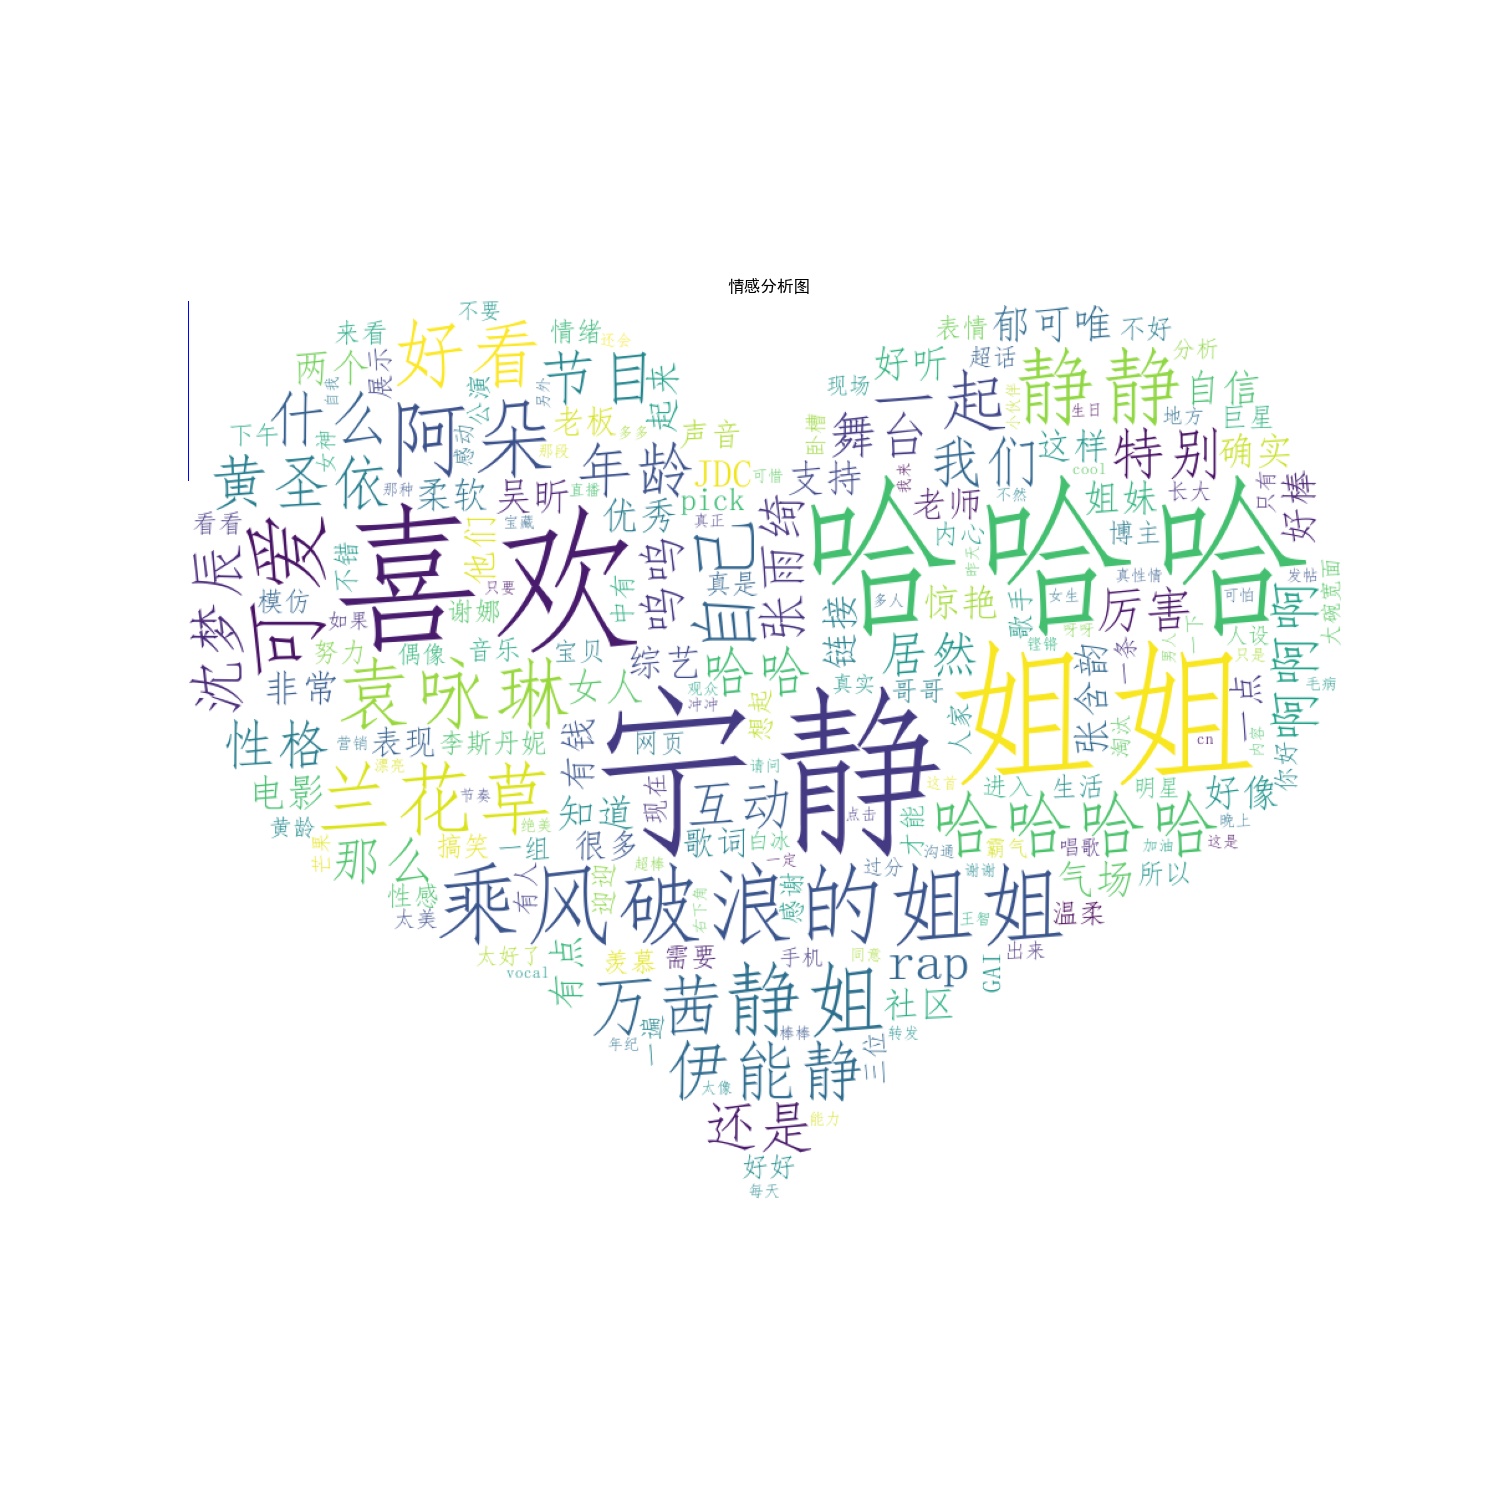 情感分析图
不要
来看
好看
情绪
还会
表情
郁可唯
不好
两个
展示
节目
起来
好听
超话
静静
分析
自我
公演
另外
现场
一起
小伙伴
自信
什么
阿朵
老板
多多
声音
卧槽
舞台
生日
地方
巨星
下午
女神
感动
那段
年龄
我们
这样
特别
确实
黄圣依
那种
柔软
吴昕
直播
JDC
可惜
支持
我来
cool
只有
好棒
pick
优秀
老师
不然
姐妹
长大
看看
可爱
喜欢
他们
宝藏
真正
自己
张雨绮
哈哈哈
内心
博主
沈梦辰
不错
只要
呜呜
真是
昨天
真性情
发帖
大碗宽面
模仿
如果
谢娜
中有
链接
多人
惊艳
歌手
女生
厉害
可怕
啊啊啊
努力
偶像
音乐
宝贝
综艺
哈哈
居然
铿锵
呀呀
男人
一下
人设
只是
非常
袁咏琳
女人
观众
冲冲
真实
哥哥
姐姐
张含韵
一条
一点
毛病
性格
营销
表现
李斯丹妮
有钱
宁静
网页
想起
人家
淘汰
cn
内容
你好
电影
漂亮
兰花草
节奏
知道
现在
互动
请问
这首
进入
生活
明星
好像
黄龄
芒果
那么
搞笑
绝美
一组
很多
歌词
白冰
点击
才能
哈哈哈哈
晚上
超棒
一定
过分
沟通
霸气
唱歌
加油
这是
性感
太美
有人
迎迎
感谢
谢谢
气场
所以
乘风破浪的姐姐
右下角
王智
温柔
太好了
vocal
有点
羡慕
需要
手机
同意
rap
GAI
出来
万茜
静姐
社区
年纪
一遍
棒棒
转发
伊能静
太像
三位
还是
能力
好好
每天